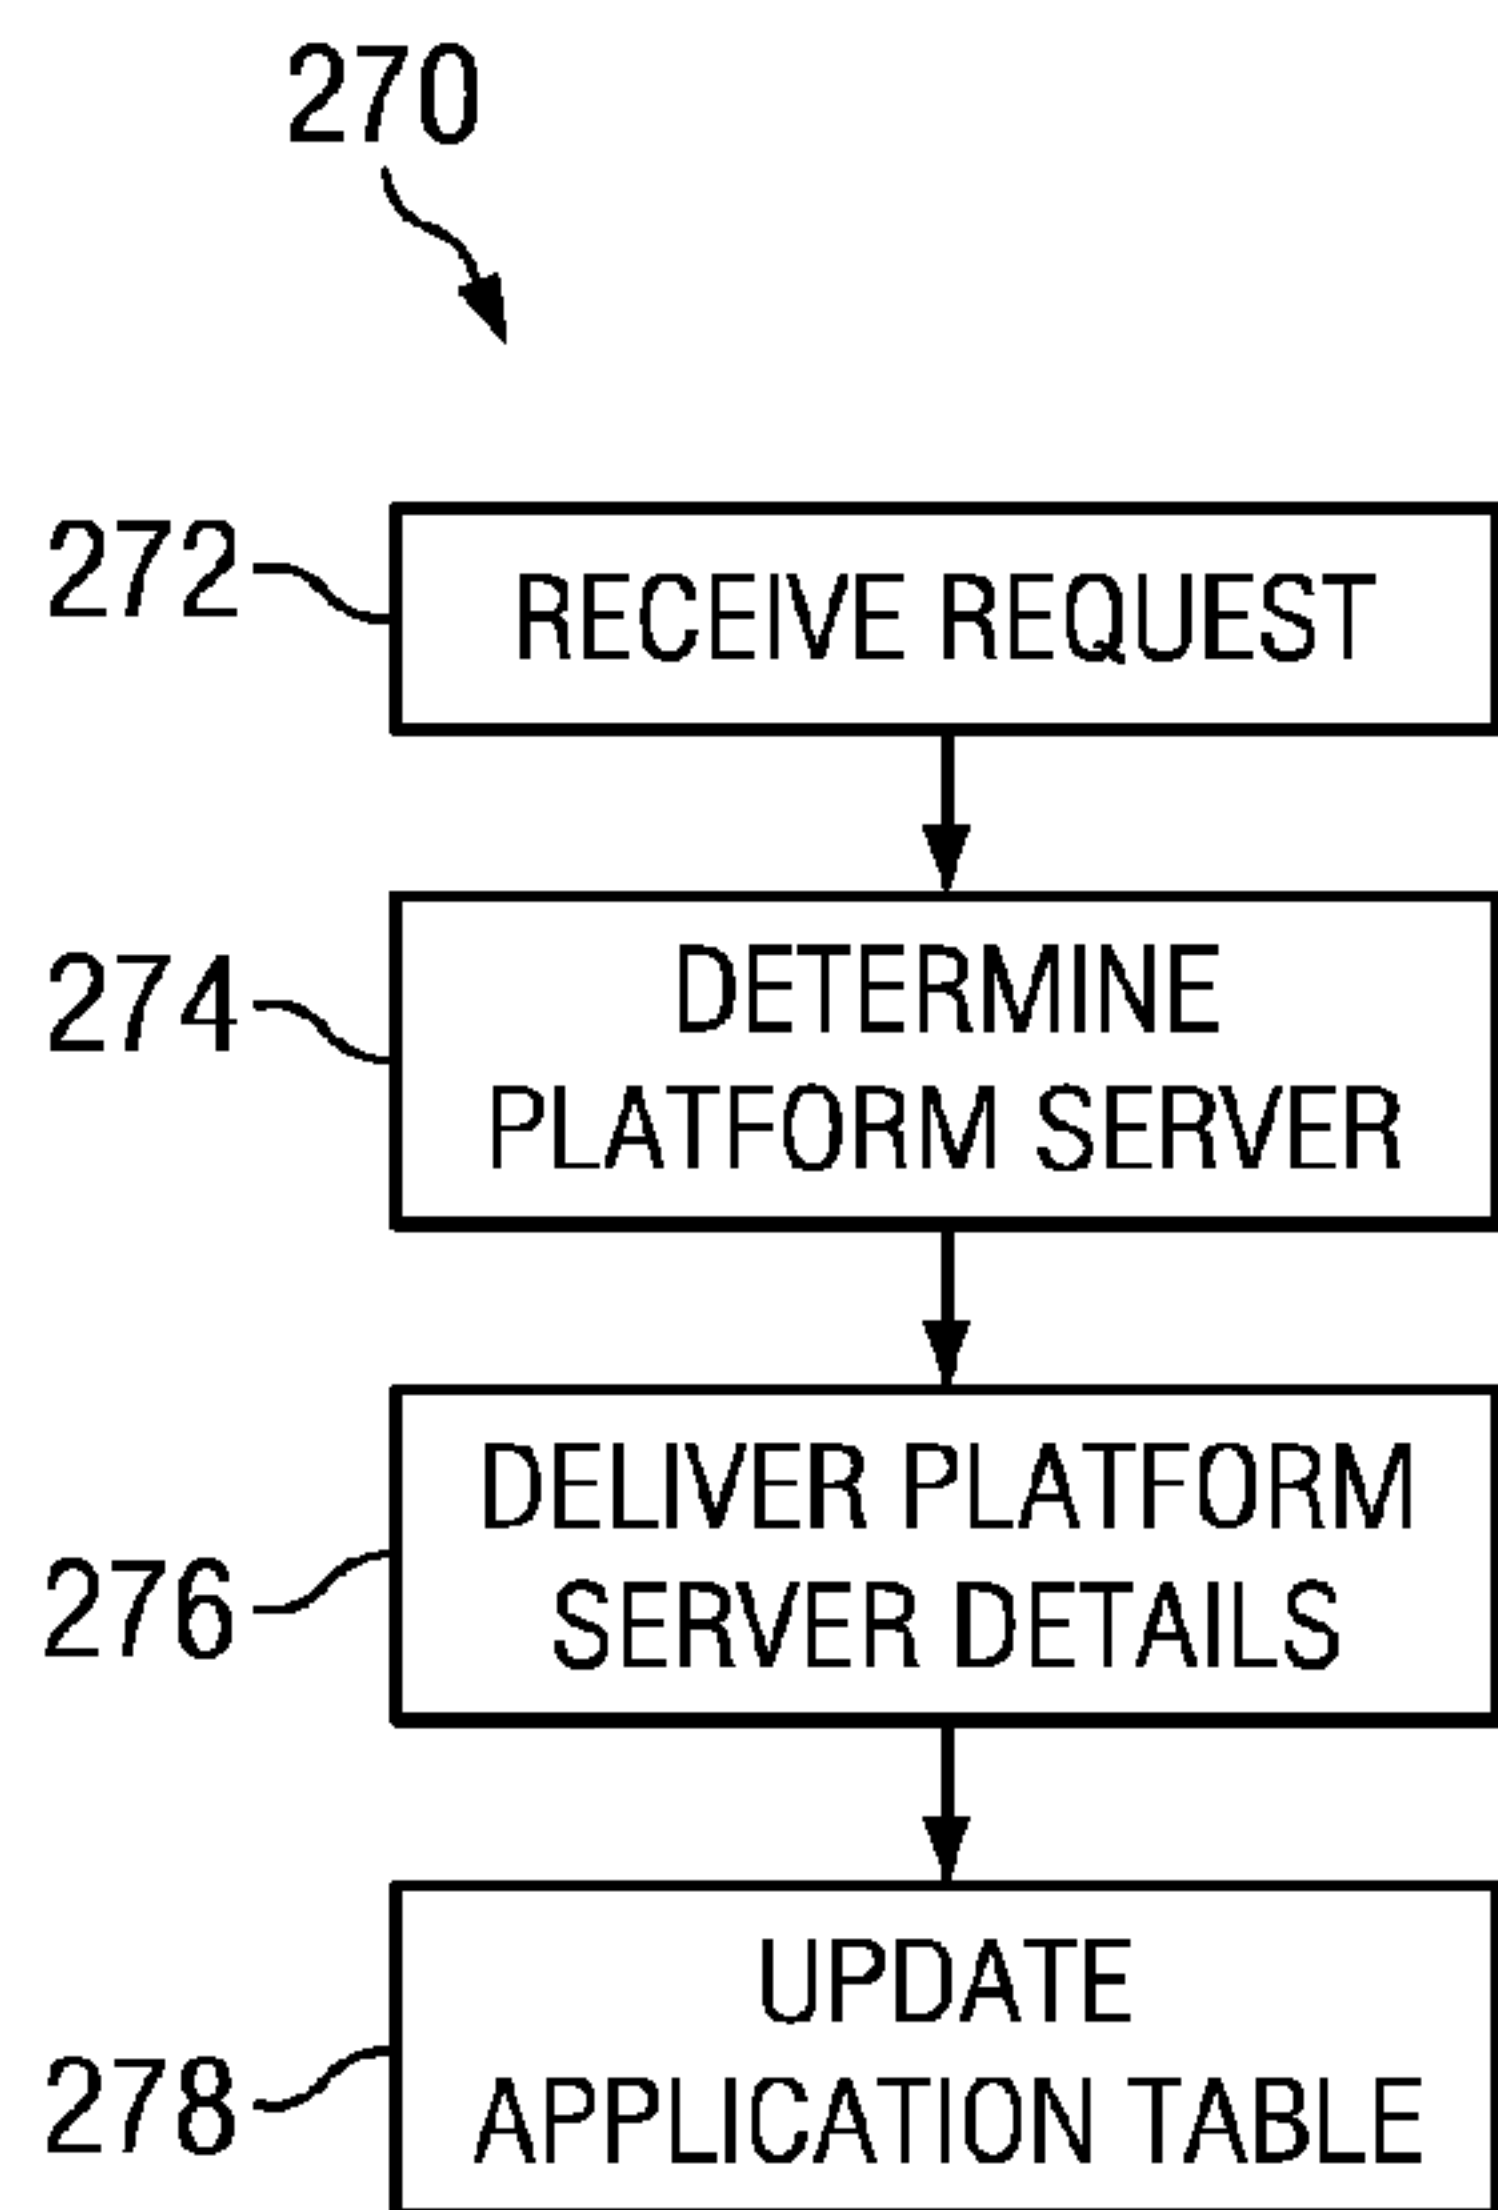 270
272
RECEIVE REQUEST
274
DETERMINE
PLATFORM SERVER
276
DELIVER PLATFORM
SERVER DETAILS
278
UPDATE
APPLICATION TABLE